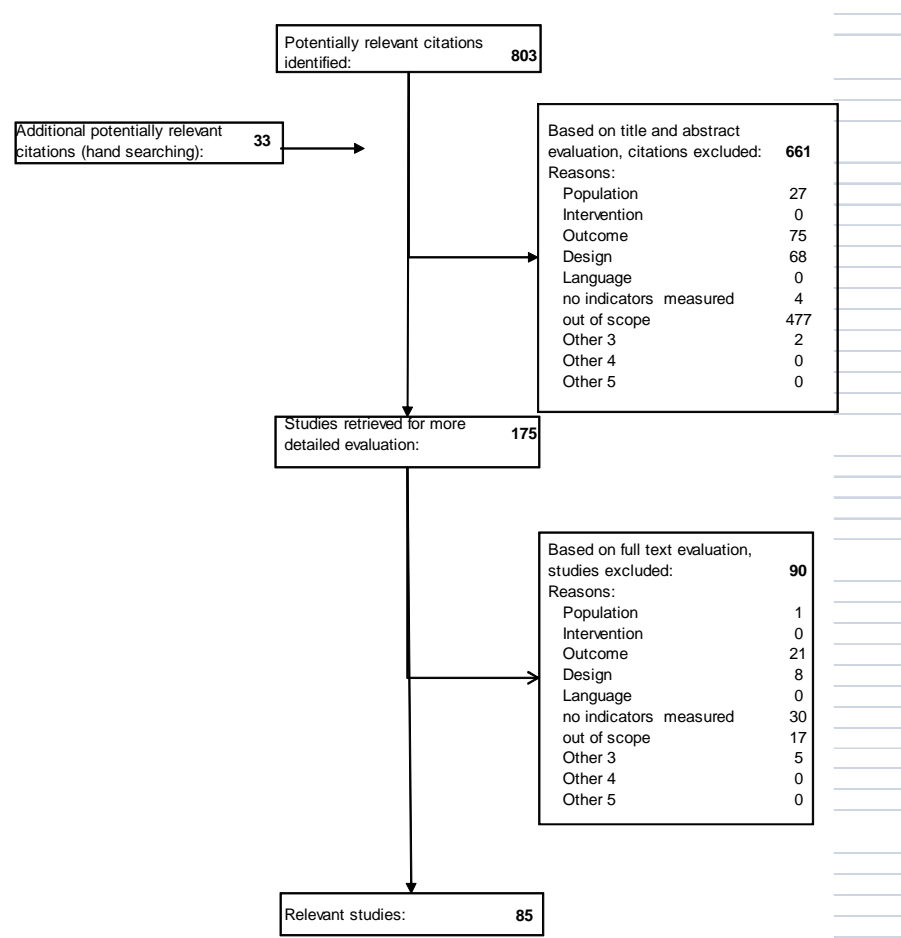 Potentially relevant citations
identified: 803
Additional potentially relevant
citations (hand searching): 33
Based on title and abstract
evaluation, citations excluded: 661
Reasons:
Population 27
Intervention 0
Outcome 75
Design 68
Language 0
no indicators measured 4
out of scope 477
Other 3 2
Other 4 0
Other 5 0
Studies retrieved for more
detailed evaluation: 175
Based on full text evaluation,
studies excluded: 90
Reasons:
Population 1
Intervention 0
Outcome 21
Design 8
Language 0
no indicators measured 30
out of scope 17
Other 3 5
Other 4 0
Other 5 0
Relevant studies: 85